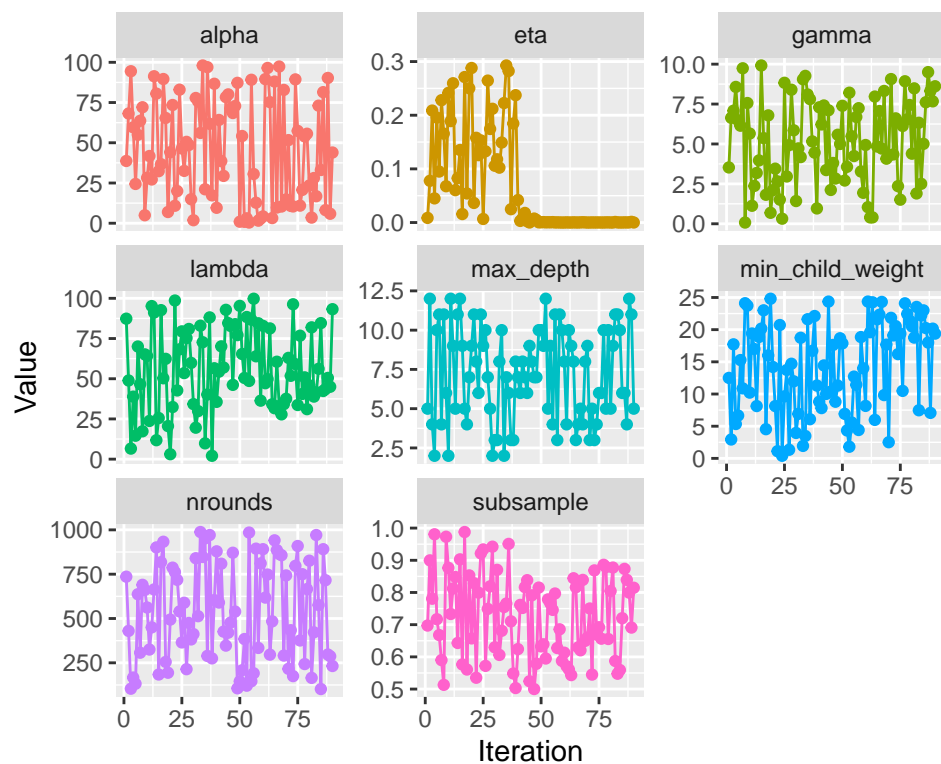 alpha eta gamma
100 0.3 10.0
75 7.5
0.2
50 5.0
0.1
25 2.5
0 0.0 0.0
lambda max_depth min_child_weight
100 12.5 25
75 10.0 20
15
50 7.5
10
25 5.0
5
0 2.5 0
0 25 50 75
nrounds subsample
1000 1.0
0.9
750
0.8
500 0.7
250 0.6
0.5
0 25 50 75 0 25 50 75
Value
Iteration